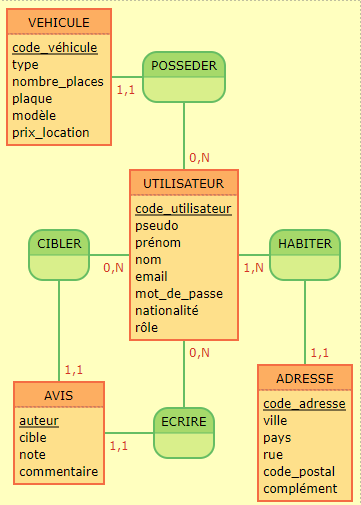 VEHICULE
code_véhicule
type
nombre_places
plaque
modèle
prix_location
POSSEDER
1,1
0,N
UTILISATEUR
code_utilisateur
pseudo
prénom
nom
email
mot_de_passe
nationalité
rôle
CIBLER
0,N
HABITER
1,N
0,N
1,1
1,1
AVIS
auteur
cible
note
commentaire
ECRIRE
1,1
ADRESSE
code_adresse
ville
pays
rue
code_postal
complément